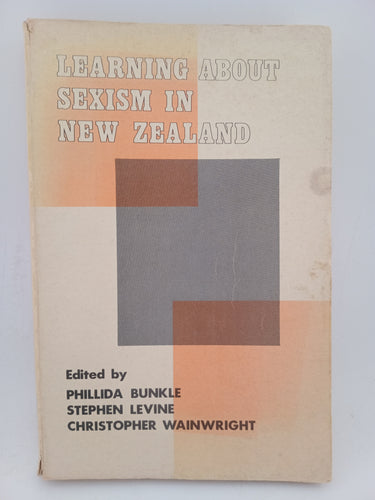 LEARNING ABOUT
SEXISM IN
NEW ZEALAND
Edited by
PHILLIDA BUNKLE
STEPHEN LEVINE
CHRISTOPHER WAINWRIGHT